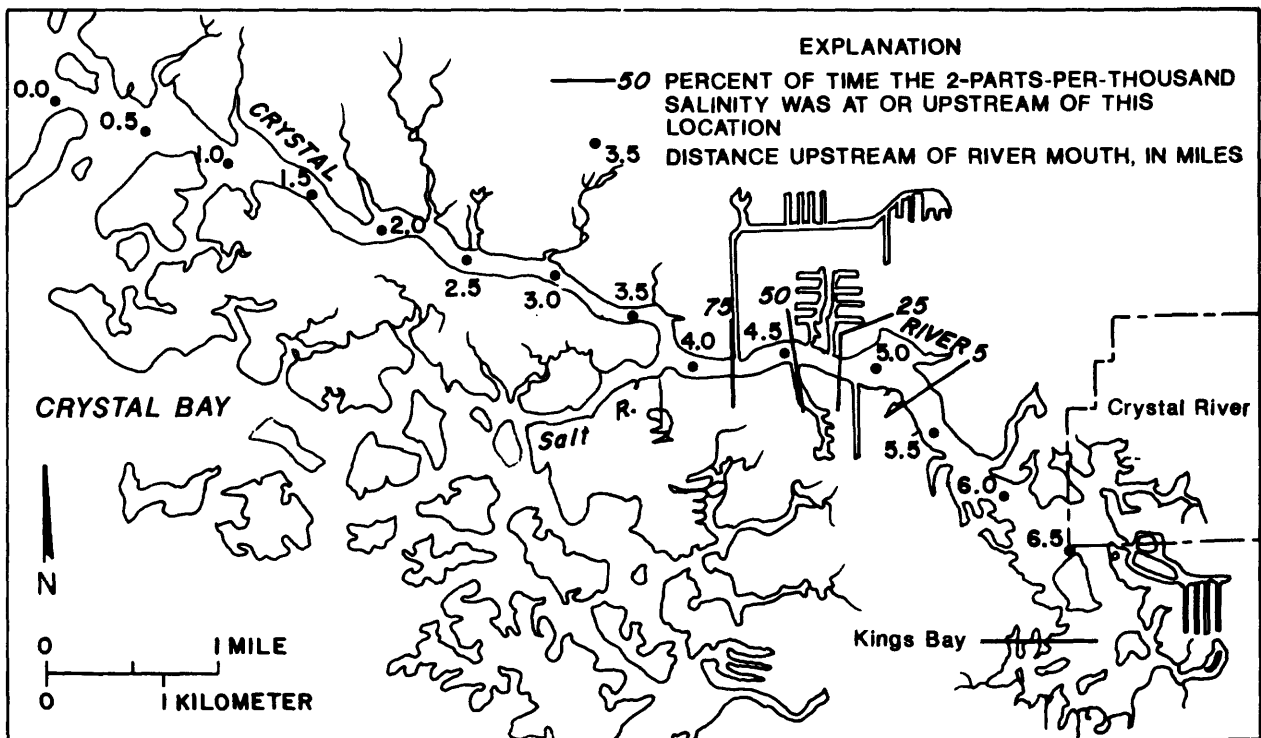 EXPLANATION
50 PERCENT OF TIME THE 2-PARTS-PER-THOUSAND
SALINITY WAS AT OR UPSTREAM OF THIS
LOCATION
3.5 DISTANCE UPSTREAM OF RIVER MOUTH, IN MILES
0.0
0.5
1.0
CRYSTAL
1.5
2.0
2.5
3.0
3.5
75
50
25
4.0
4.5
RIVER
5
5.0
5.5
6.0
6.5
CRYSTAL BAY
Salt R.
Crystal River
Kings Bay
N
0 1 MILE
0 1 KILOMETER